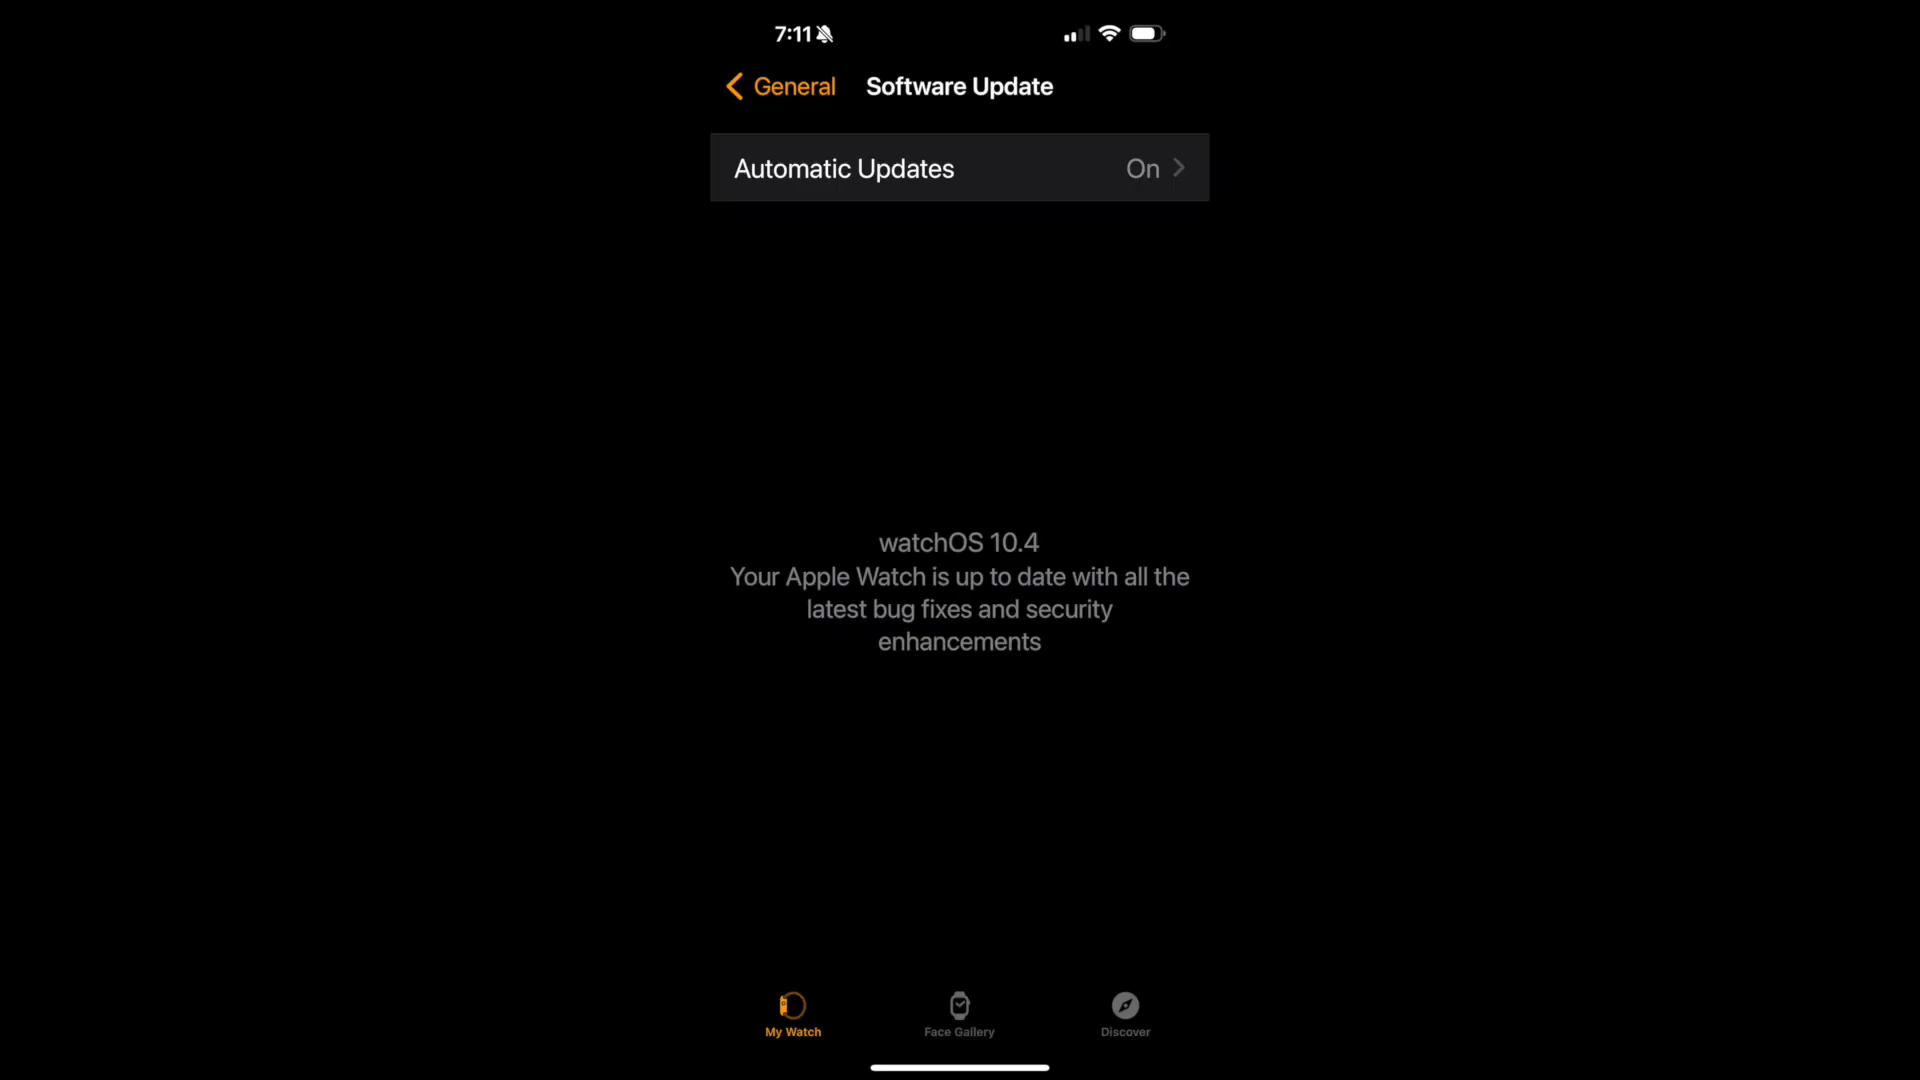 7:11
General
Software Update
Automatic Updates
On
watchOS 10.4
Your Apple Watch is up to date with all the
latest bug fixes and security
enhancements
My Watch
Face Gallery
Discover